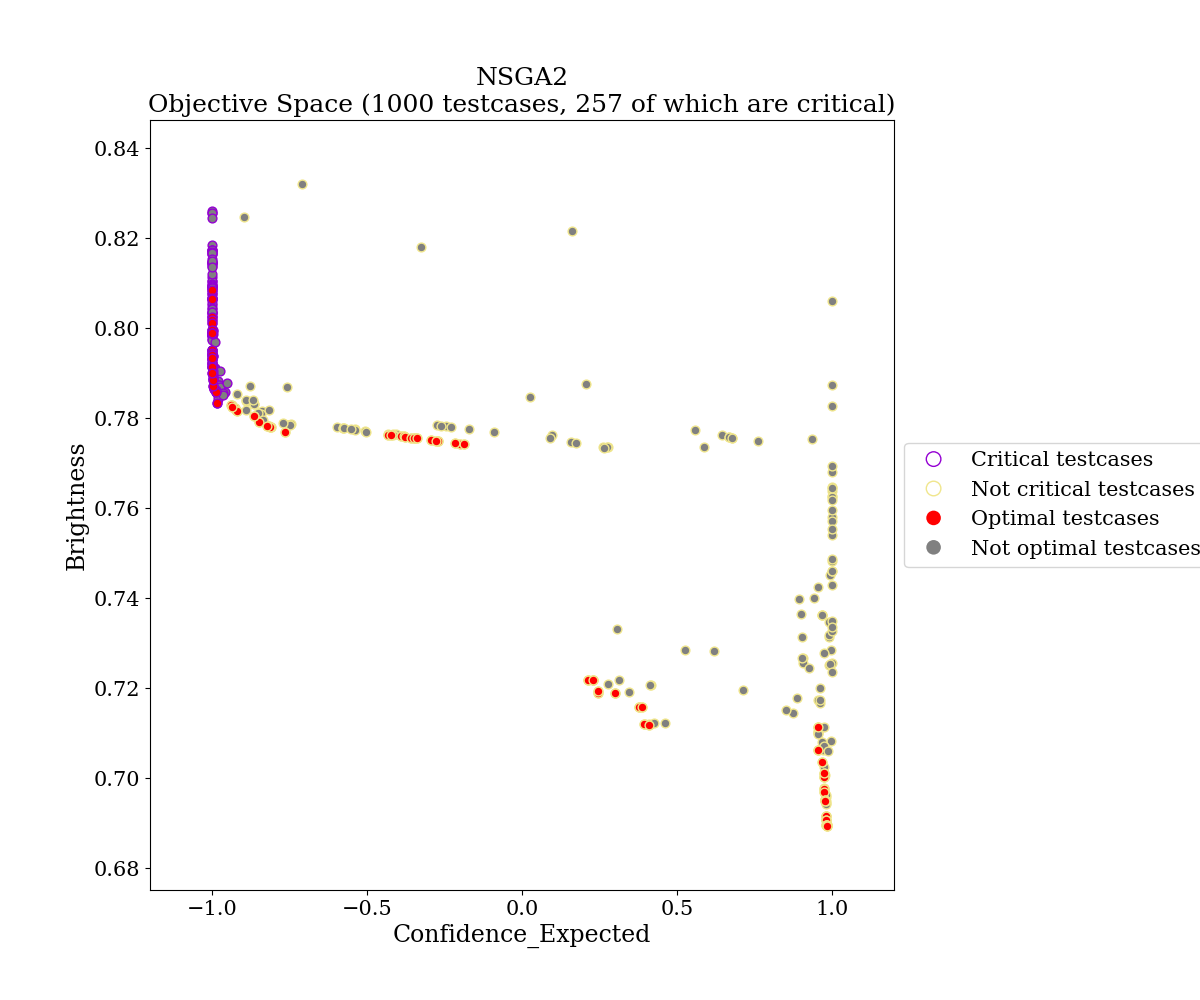 NSGA2
Objective Space (1000 testcases, 257 of which are critical)
0.84
0.82
0.80
0.78
0.76
0.74
0.72
0.70
0.68
Brightness
−1.0
−0.5
0.0
0.5
1.0
Confidence_Expected
Critical testcases
Not critical testcases
Optimal testcases
Not optimal testcases